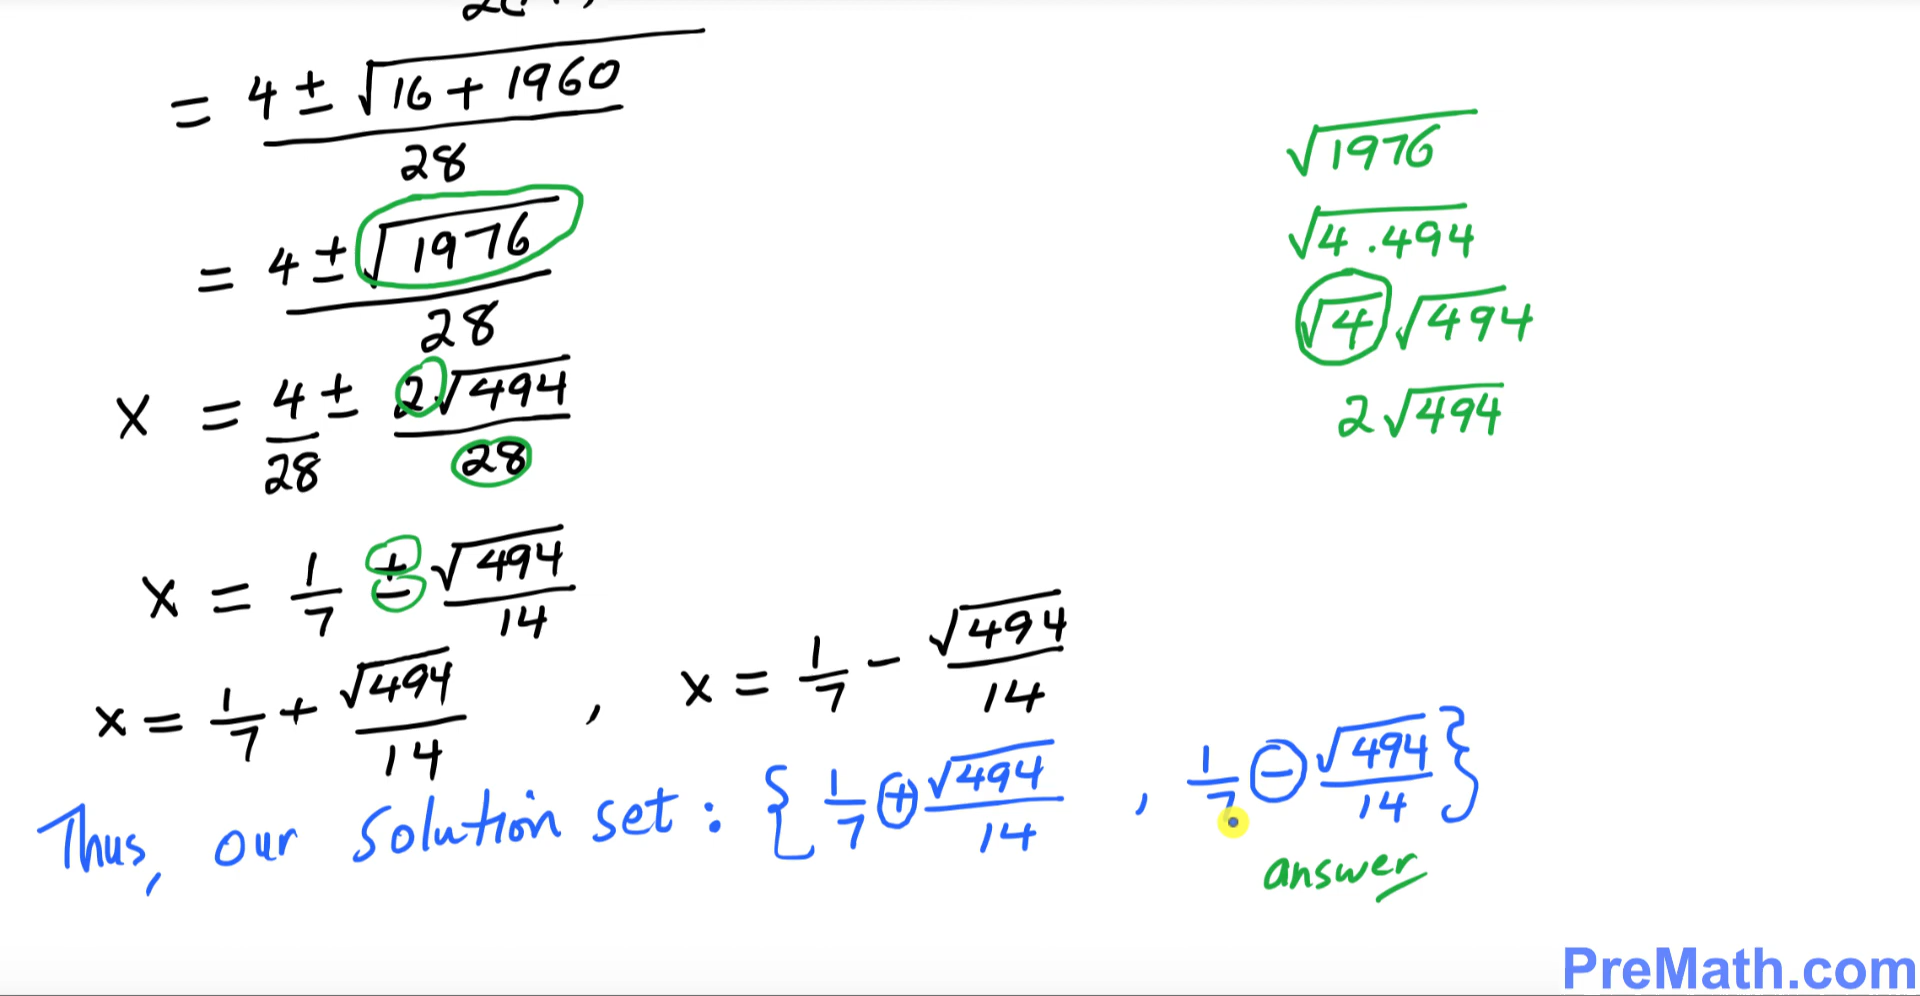 = 4 ± √16 + 1960
28
= 4 ± √1976
28
x = 4/28 ± 2√494/28
x = 1/7 ± √494/14
x = 1/7 + √494/14 , x = 1/7 - √494/14
Thus, our solution set : { 1/7 + √494/14 , 1/7 - √494/14 }
answer
√1976
√4 . 494
√4 √494
2√494
PreMath.com